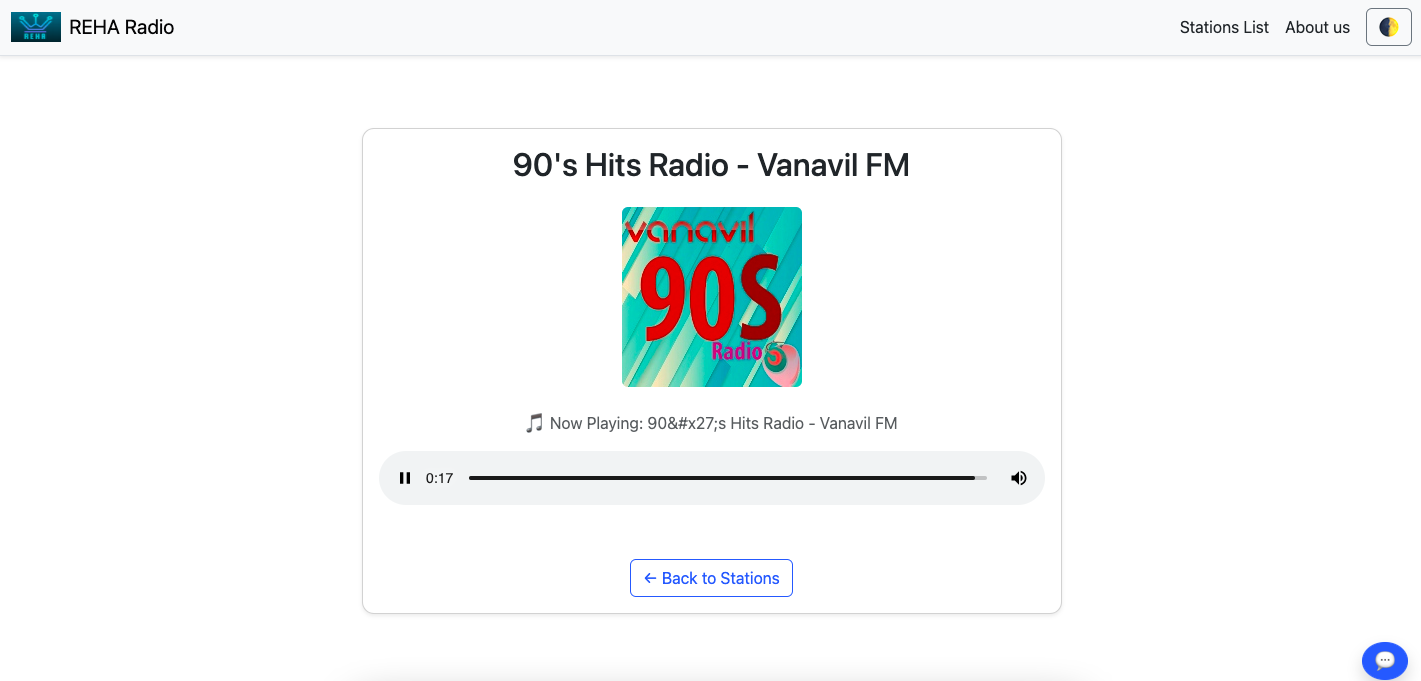 REHA
REHA Radio
Stations List
About us
90's Hits Radio - Vanavil FM
vanavil
90S
Radio
🎵 Now Playing: 90&#x27;s Hits Radio - Vanavil FM
0:17
← Back to Stations